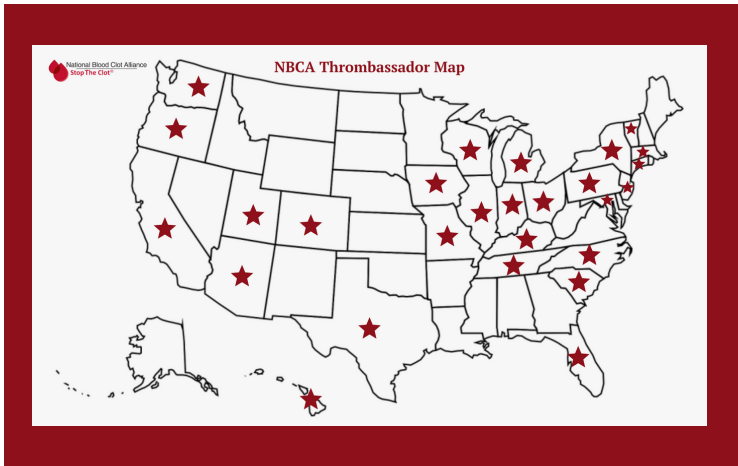 National Blood Clot Alliance
Stop The Clot®
NBCA Thrombassador Map